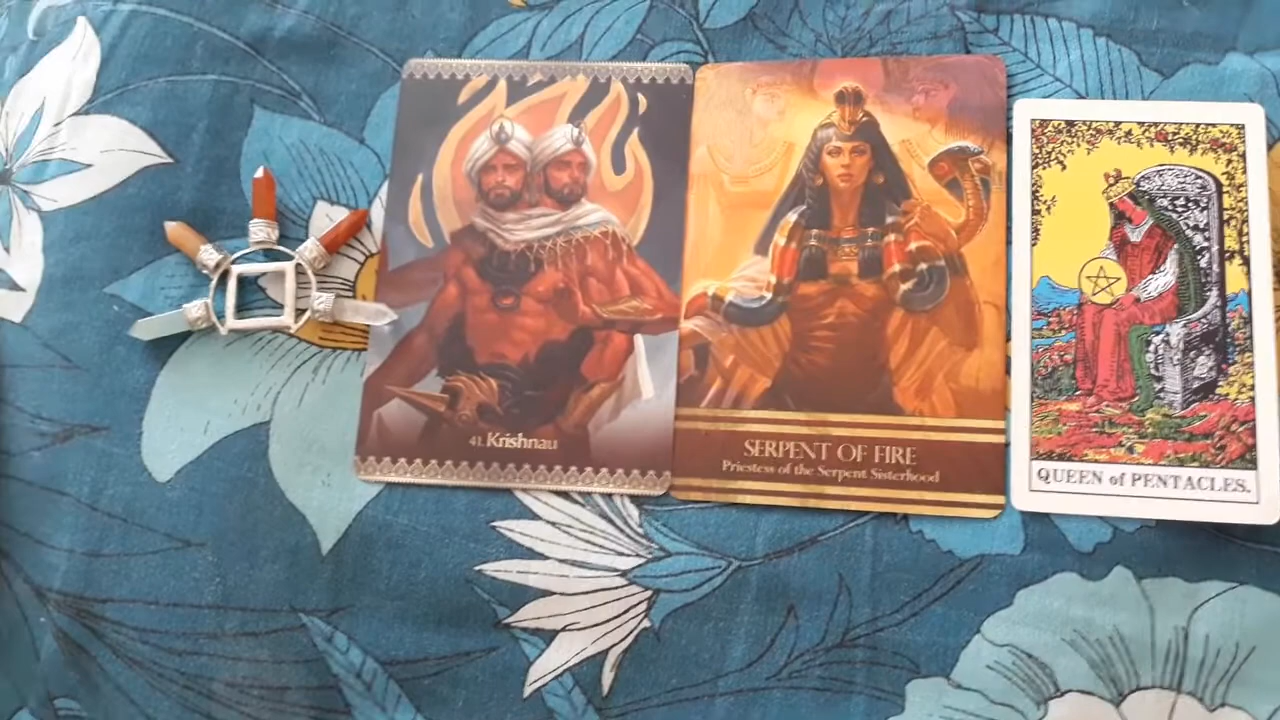 41. Krishnau
SERPENT OF FIRE
Priestess of the Serpent Sisterhood
QUEEN of PENTACLES.